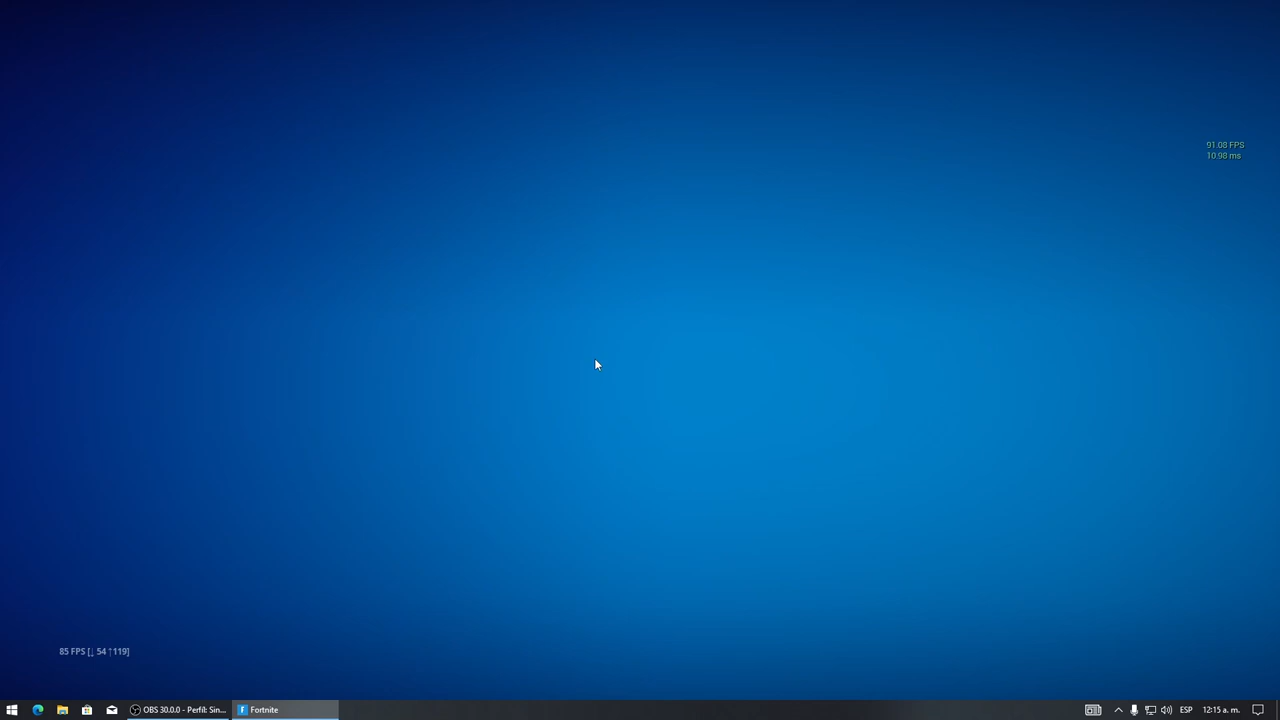 91.08 FPS
10.98 ms
85 FPS [↓ 54 ↑119]
OBS 30.0.0 - Perfil: Sin...
Fortnite
ESP
12:15 a. m.